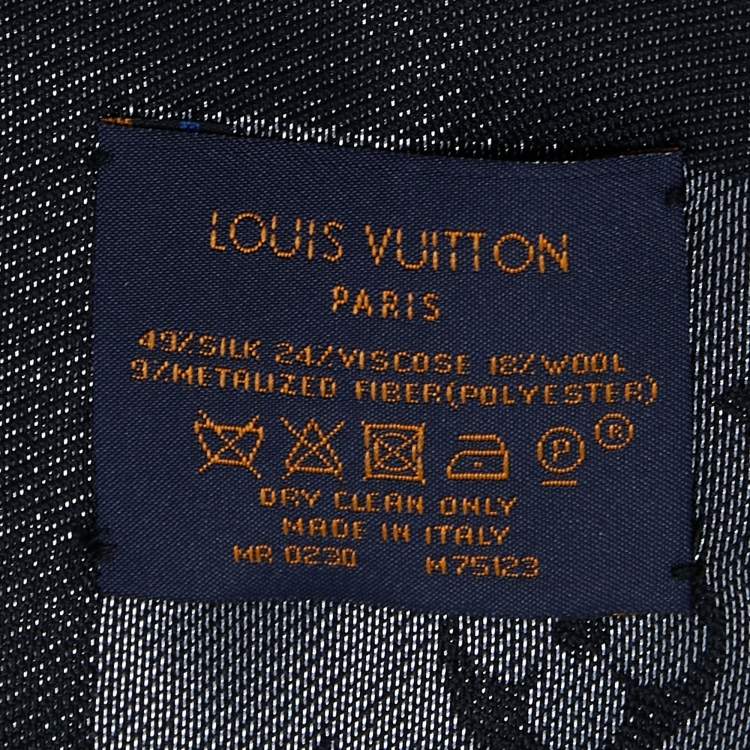 LOUIS VUITTON
PARIS
49%SILK 24%VISCOSE 18%WOOL
9%METALIZED FIBER(POLYESTER)
P ®
DRY CLEAN ONLY
MADE IN ITALY
MR 0230 M75123